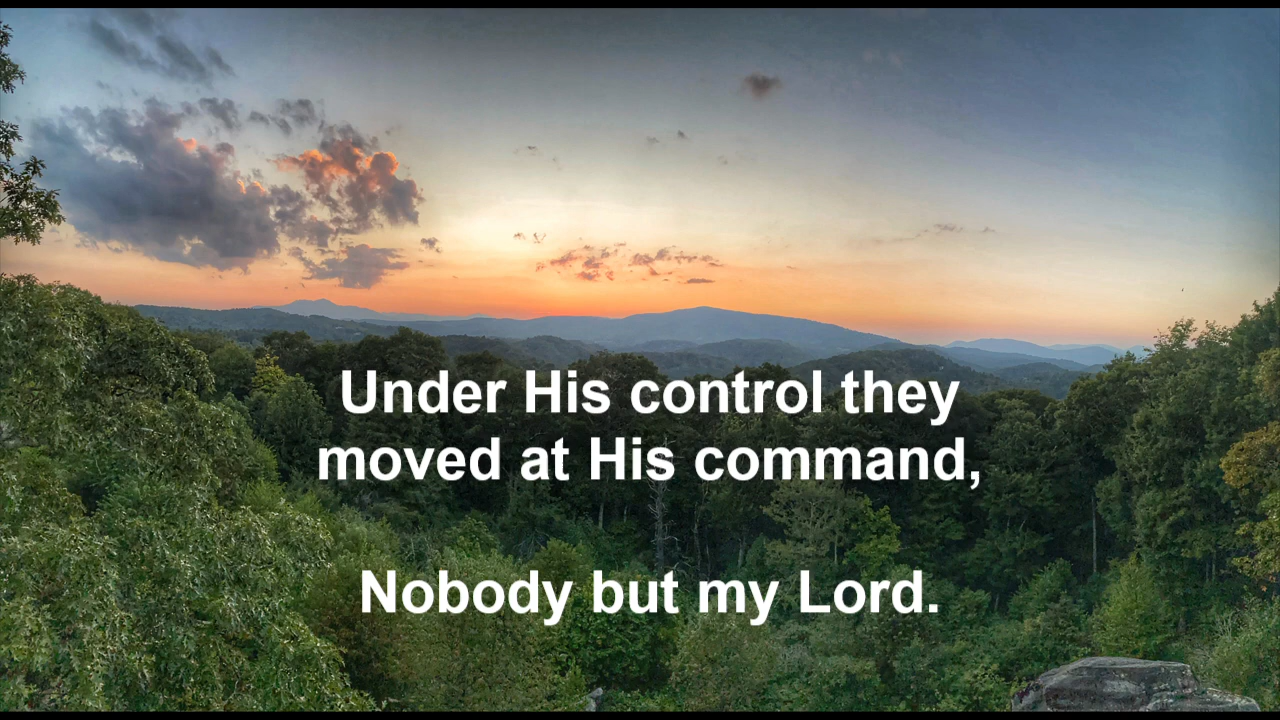 Under His control they
moved at His command,
Nobody but my Lord.